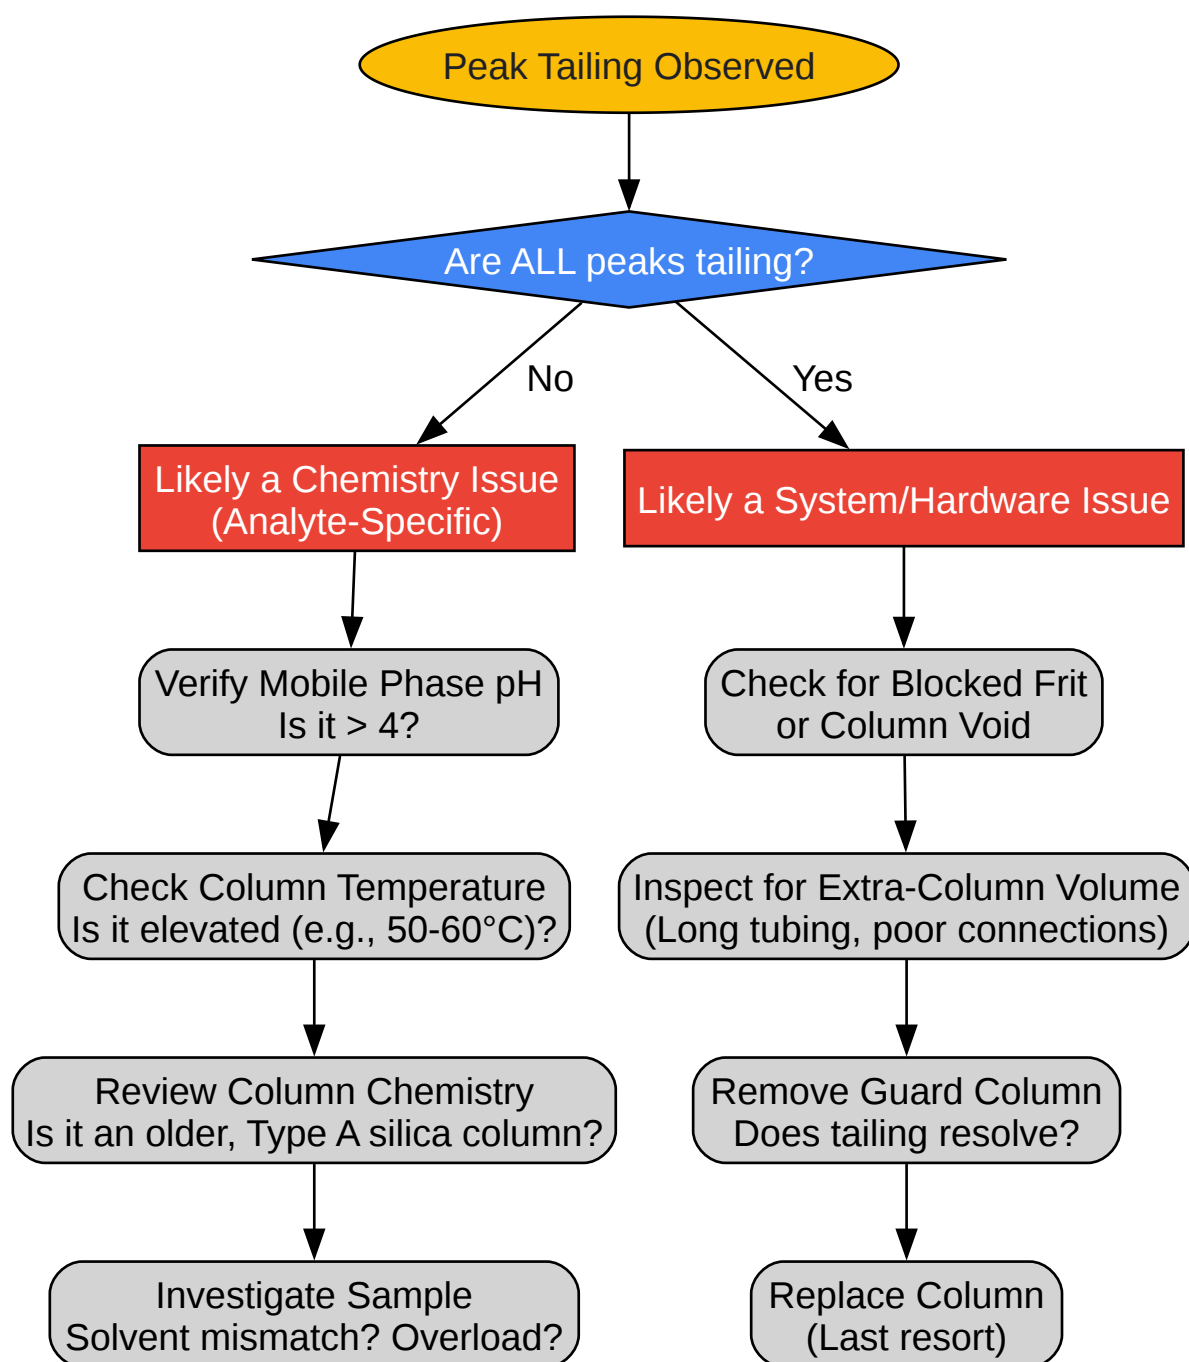 Peak Tailing Observed
Are ALL peaks tailing?
No
Yes
Likely a Chemistry Issue
(Analyte-Specific)
Likely a System/Hardware Issue
Verify Mobile Phase pH
Is it > 4?
Check for Blocked Frit
or Column Void
Check Column Temperature
Is it elevated (e.g., 50-60°C)?
Inspect for Extra-Column Volume
(Long tubing, poor connections)
Review Column Chemistry
Is it an older, Type A silica column?
Remove Guard Column
Does tailing resolve?
Investigate Sample
Solvent mismatch? Overload?
Replace Column
(Last resort)